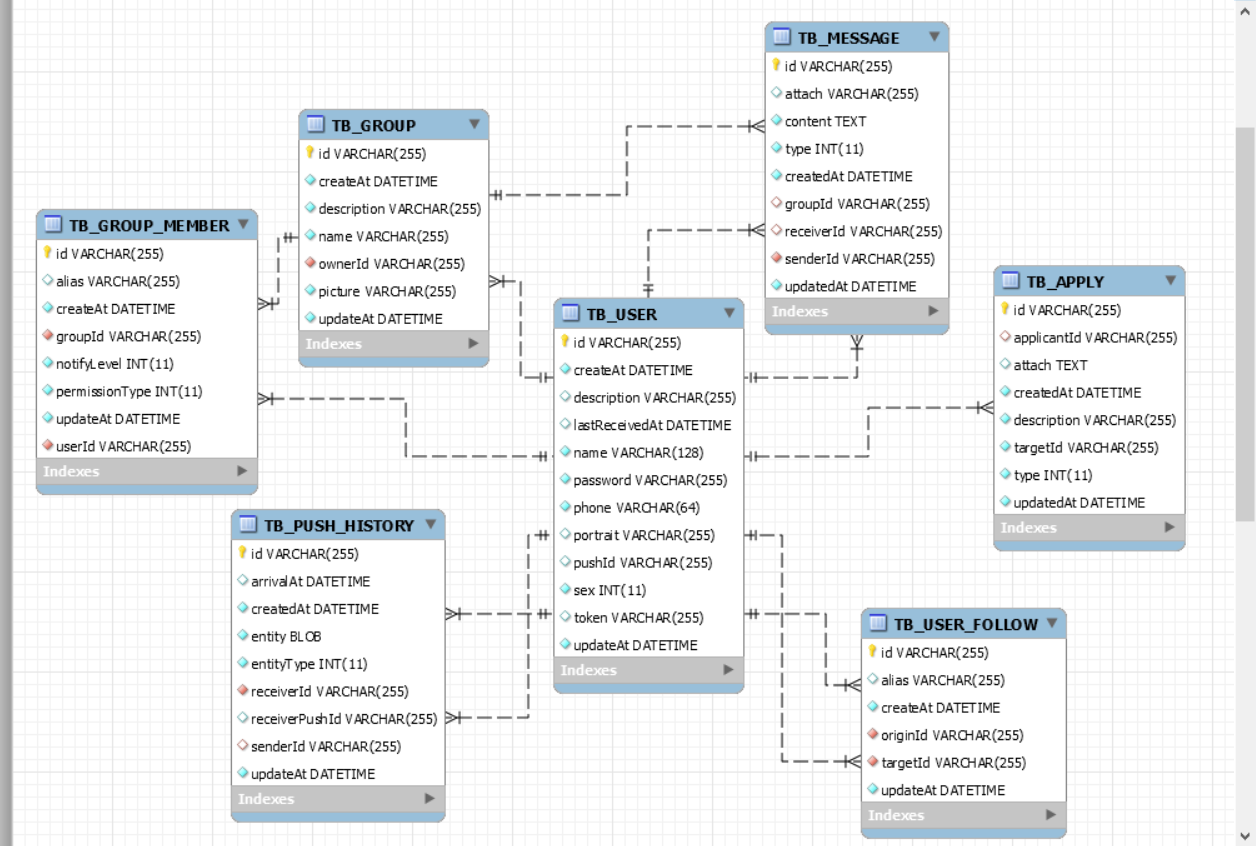 TB_MESSAGE
id VARCHAR(255)
attach VARCHAR(255)
content TEXT
type INT(11)
createdAt DATETIME
groupId VARCHAR(255)
receiverId VARCHAR(255)
senderId VARCHAR(255)
updatedAt DATETIME
Indexes
TB_GROUP
id VARCHAR(255)
createAt DATETIME
description VARCHAR(255)
name VARCHAR(255)
ownerId VARCHAR(255)
picture VARCHAR(255)
updateAt DATETIME
Indexes
TB_GROUP_MEMBER
id VARCHAR(255)
alias VARCHAR(255)
createAt DATETIME
groupId VARCHAR(255)
notifyLevel INT(11)
permissionType INT(11)
updateAt DATETIME
userId VARCHAR(255)
Indexes
TB_USER
id VARCHAR(255)
createAt DATETIME
description VARCHAR(255)
lastReceivedAt DATETIME
name VARCHAR(128)
password VARCHAR(255)
phone VARCHAR(64)
portrait VARCHAR(255)
pushId VARCHAR(255)
sex INT(11)
token VARCHAR(255)
updateAt DATETIME
Indexes
TB_APPLY
id VARCHAR(255)
applicantId VARCHAR(255)
attach TEXT
createdAt DATETIME
description VARCHAR(255)
targetId VARCHAR(255)
type INT(11)
updatedAt DATETIME
Indexes
TB_PUSH_HISTORY
id VARCHAR(255)
arrivalAt DATETIME
createdAt DATETIME
entity BLOB
entityType INT(11)
receiverId VARCHAR(255)
receiverPushId VARCHAR(255)
senderId VARCHAR(255)
updateAt DATETIME
Indexes
TB_USER_FOLLOW
id VARCHAR(255)
alias VARCHAR(255)
createAt DATETIME
originId VARCHAR(255)
targetId VARCHAR(255)
updateAt DATETIME
Indexes